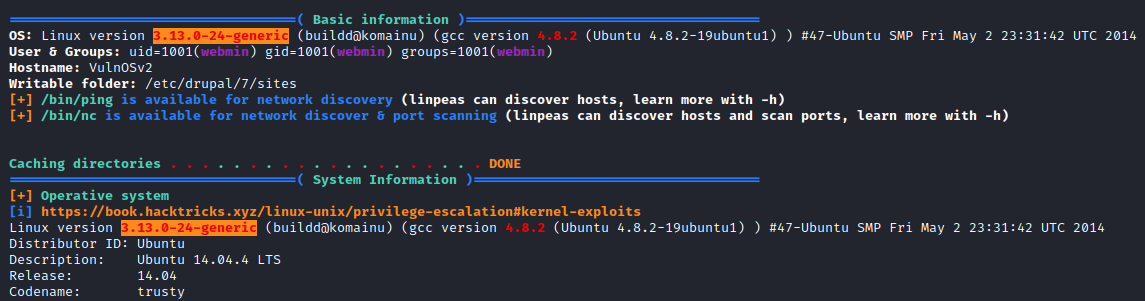 ════════════════════════════════════( Basic information )════════════════════════════════════
OS: Linux version 3.13.0-24-generic (buildd@komainu) (gcc version 4.8.2 (Ubuntu 4.8.2-19ubuntu1) ) #47-Ubuntu SMP Fri May 2 23:31:42 UTC 2014
User & Groups: uid=1001(webmin) gid=1001(webmin) groups=1001(webmin)
Hostname: VulnOSv2
Writable folder: /etc/drupal/7/sites
[+] /bin/ping is available for network discovery (linpeas can discover hosts, learn more with -h)
[+] /bin/nc is available for network discover & port scanning (linpeas can discover hosts and scan ports, learn more with -h)
Caching directories . . . . . . . . . . . . . . . . . . . . DONE
════════════════════════════════════( System Information )════════════════════════════════════
[+] Operative system
[i] https://book.hacktricks.xyz/linux-unix/privilege-escalation#kernel-exploits
Linux version 3.13.0-24-generic (buildd@komainu) (gcc version 4.8.2 (Ubuntu 4.8.2-19ubuntu1) ) #47-Ubuntu SMP Fri May 2 23:31:42 UTC 2014
Distributor ID: Ubuntu
Description:    Ubuntu 14.04.4 LTS
Release:        14.04
Codename:       trusty